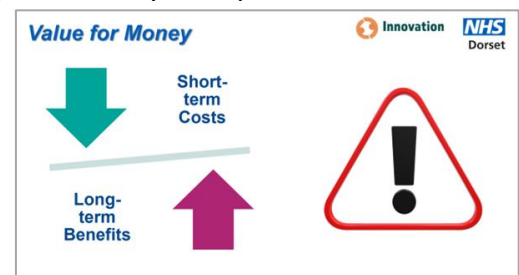 Value for Money
Innovation
NHS
Dorset
Short-
term
Costs
Long-
term
Benefits